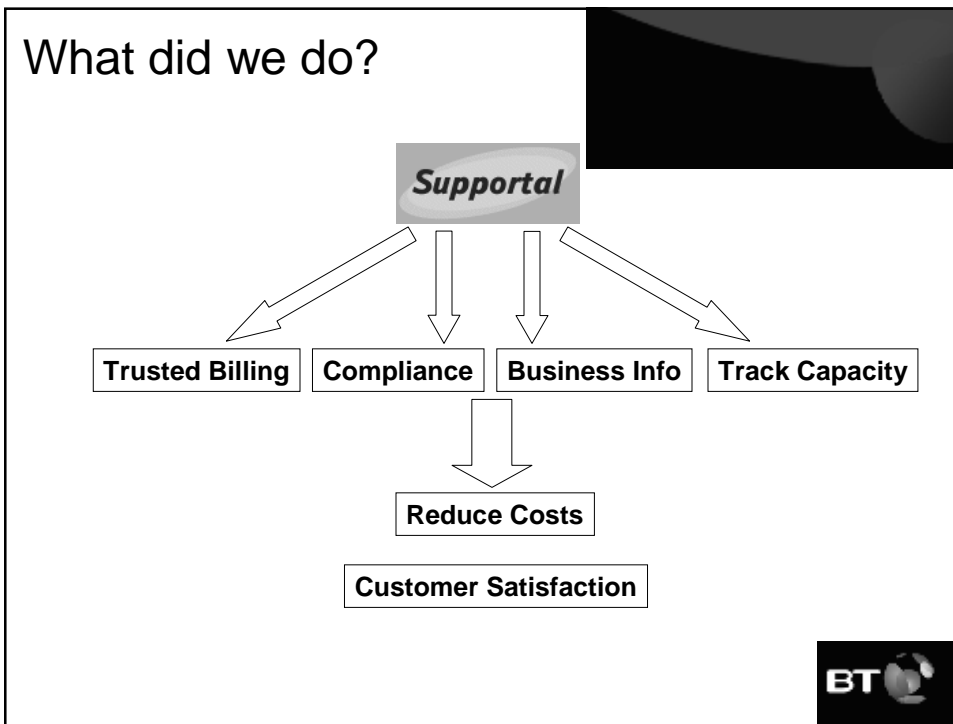 What did we do?
Supportal
Trusted Billing
Compliance
Business Info
Track Capacity
Reduce Costs
Customer Satisfaction
BT